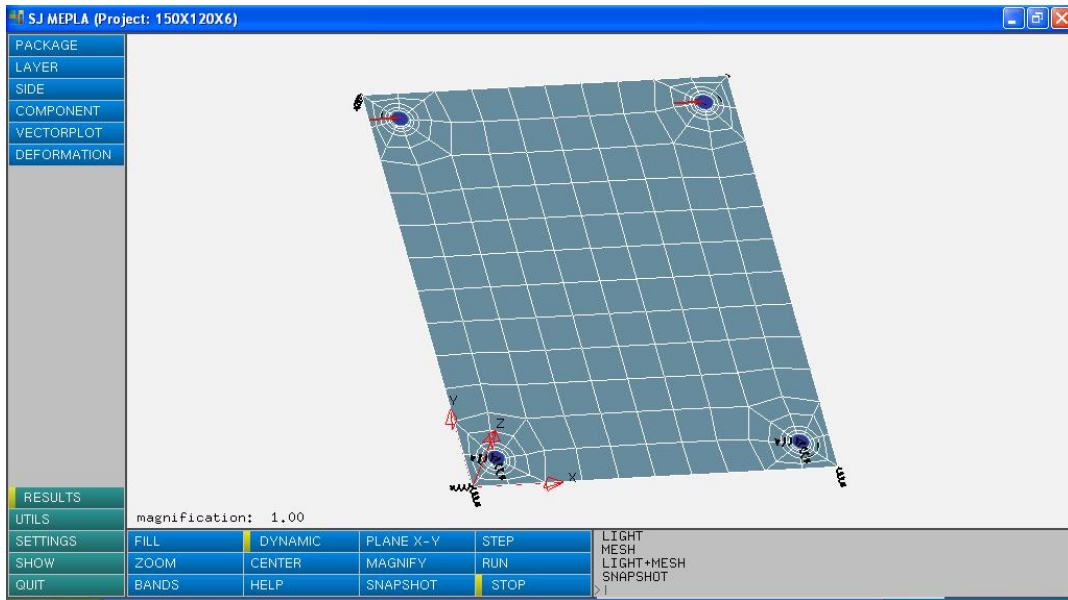 SJ MEPLA (Project: 150X120X6)
PACKAGE
LAYER
SIDE
COMPONENT
VECTORPLOT
DEFORMATION
Y
Z
X
magnification: 1.00
RESULTS
UTILS
SETTINGS
SHOW
QUIT
FILL DYNAMIC PLANE X-Y STEP
ZOOM CENTER MAGNIFY RUN
BANDS HELP SNAPSHOT STOP
LIGHT
MESH
LIGHT+MESH
SNAPSHOT
>|